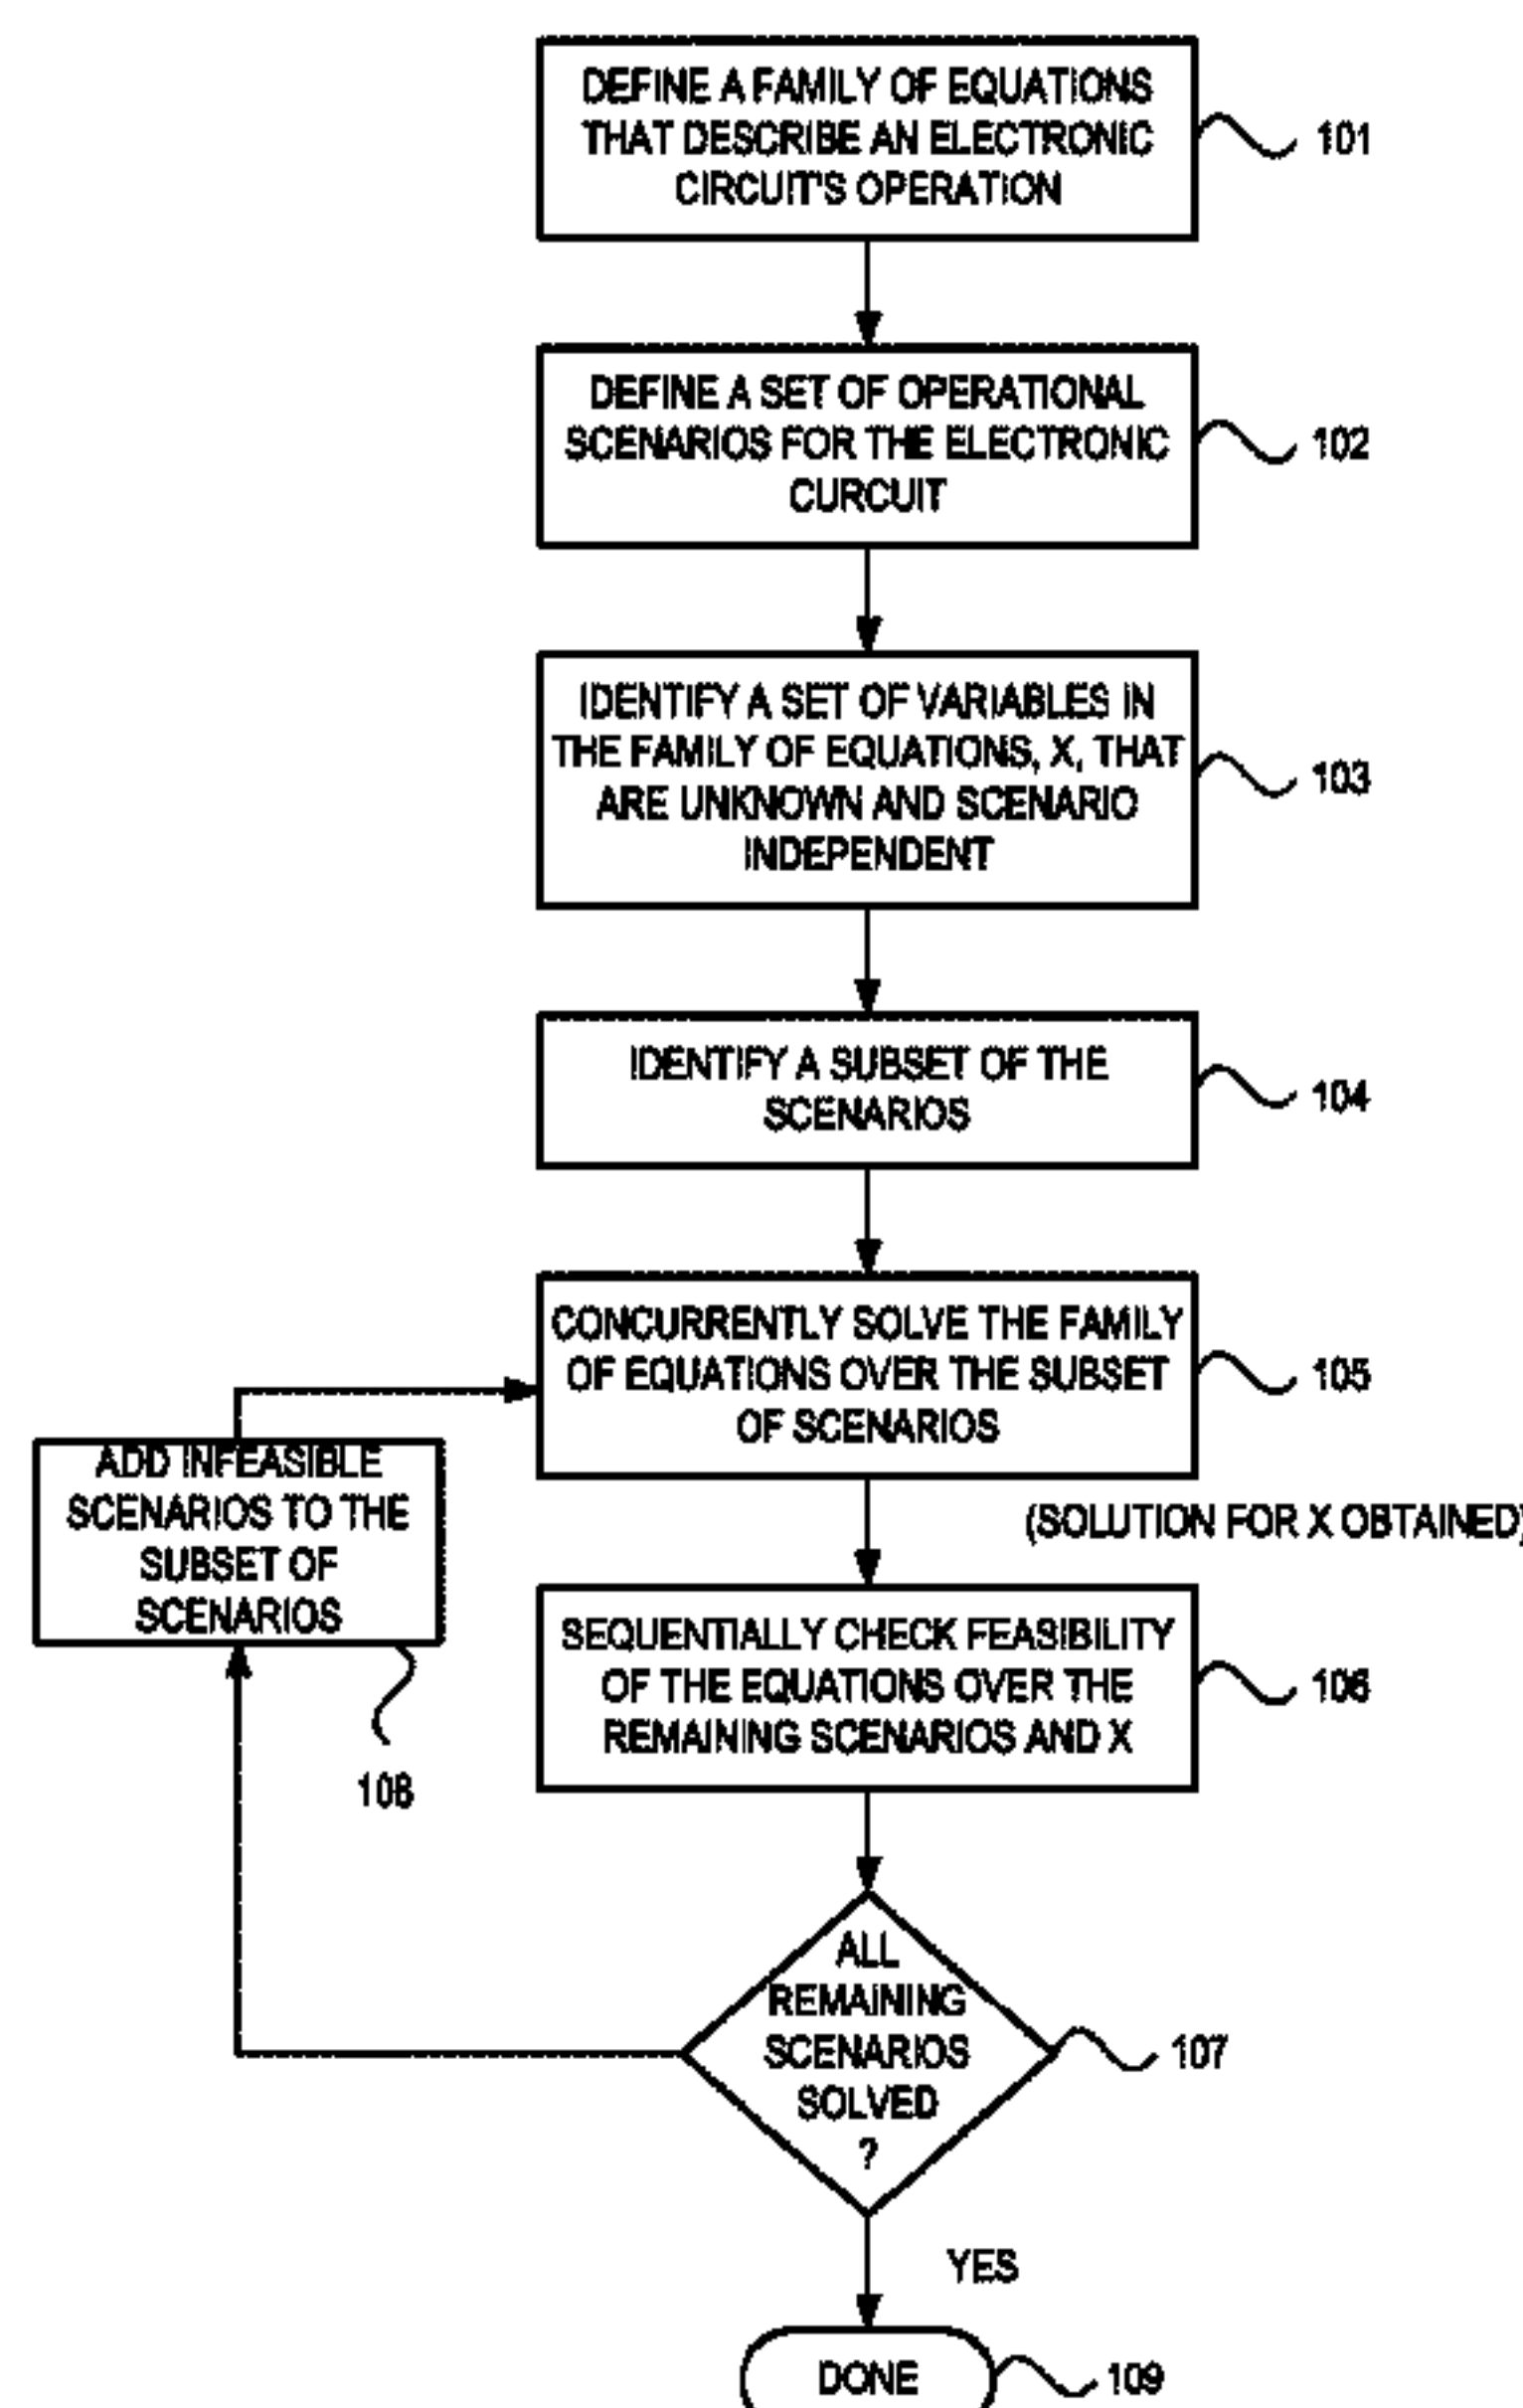 DEFINE A FAMILY OF EQUATIONS
THAT DESCRIBE AN ELECTRONIC
CIRCUIT'S OPERATION
101
DEFINE A SET OF OPERATIONAL
SCENARIOS FOR THE ELECTRONIC
CURCUIT
102
IDENTIFY A SET OF VARIABLES IN
THE FAMILY OF EQUATIONS, X, THAT
ARE UNKNOWN AND SCENARIO
INDEPENDENT
103
IDENTIFY A SUBSET OF THE
SCENARIOS
104
CONCURRENTLY SOLVE THE FAMILY
OF EQUATIONS OVER THE SUBSET
OF SCENARIOS
105
ADD INFEASIBLE
SCENARIOS TO THE
SUBSET OF
SCENARIOS
108
(SOLUTION FOR X OBTAINED)
SEQUENTIALLY CHECK FEASIBILITY
OF THE EQUATIONS OVER THE
REMAINING SCENARIOS AND X
106
ALL
REMAINING
SCENARIOS
SOLVED
?
107
YES
DONE
109